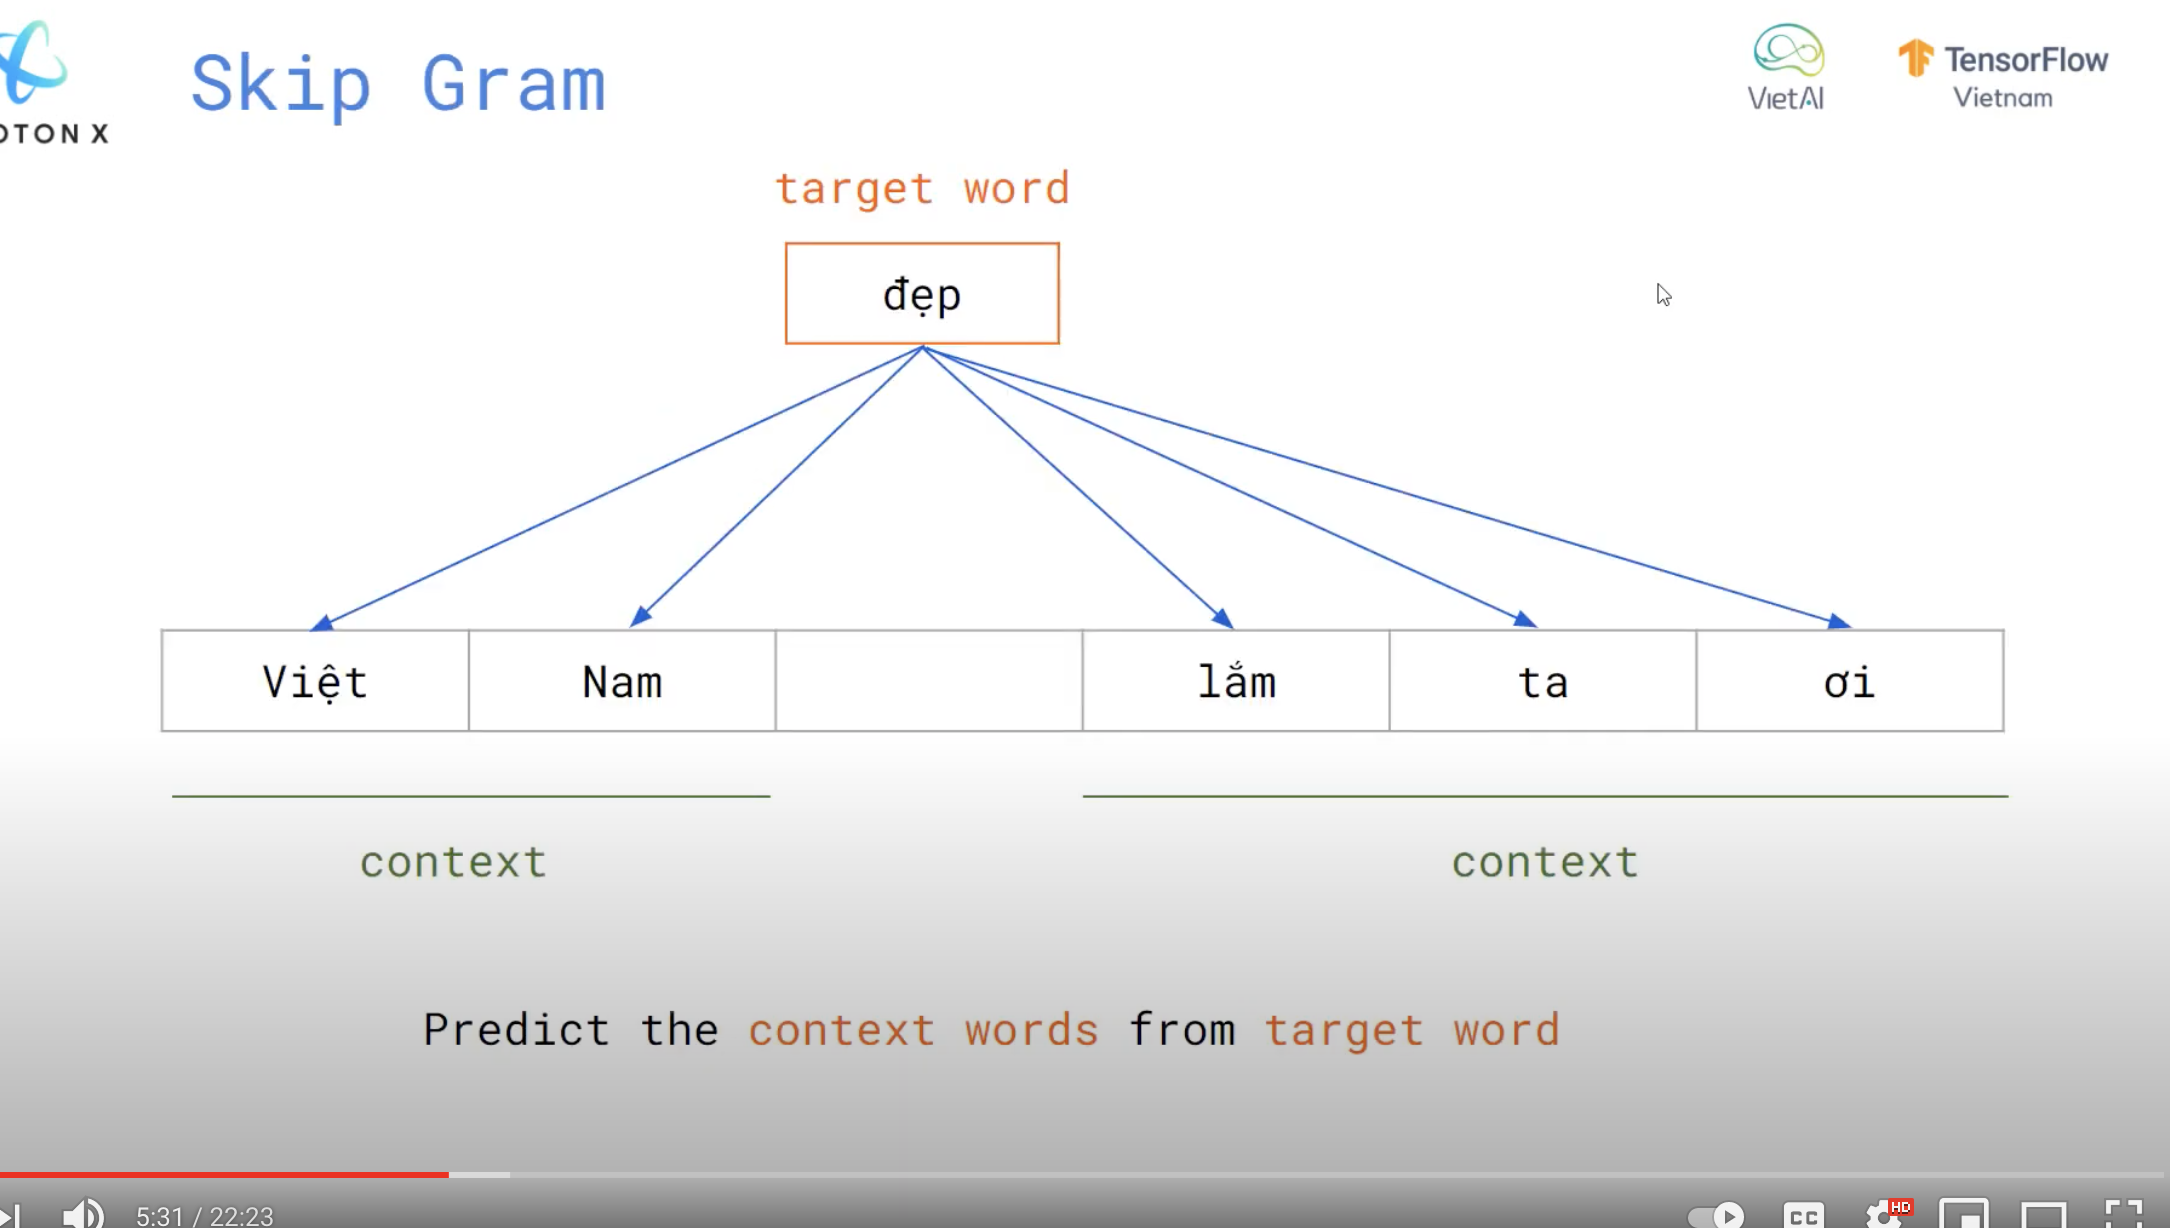 Skip Gram
VIETAI
TensorFlow
Vietnam
OTON X
target word
đẹp
Việt Nam lắm ta ơi
context context
Predict the context words from target word
5:31 / 22:23
CC
HD